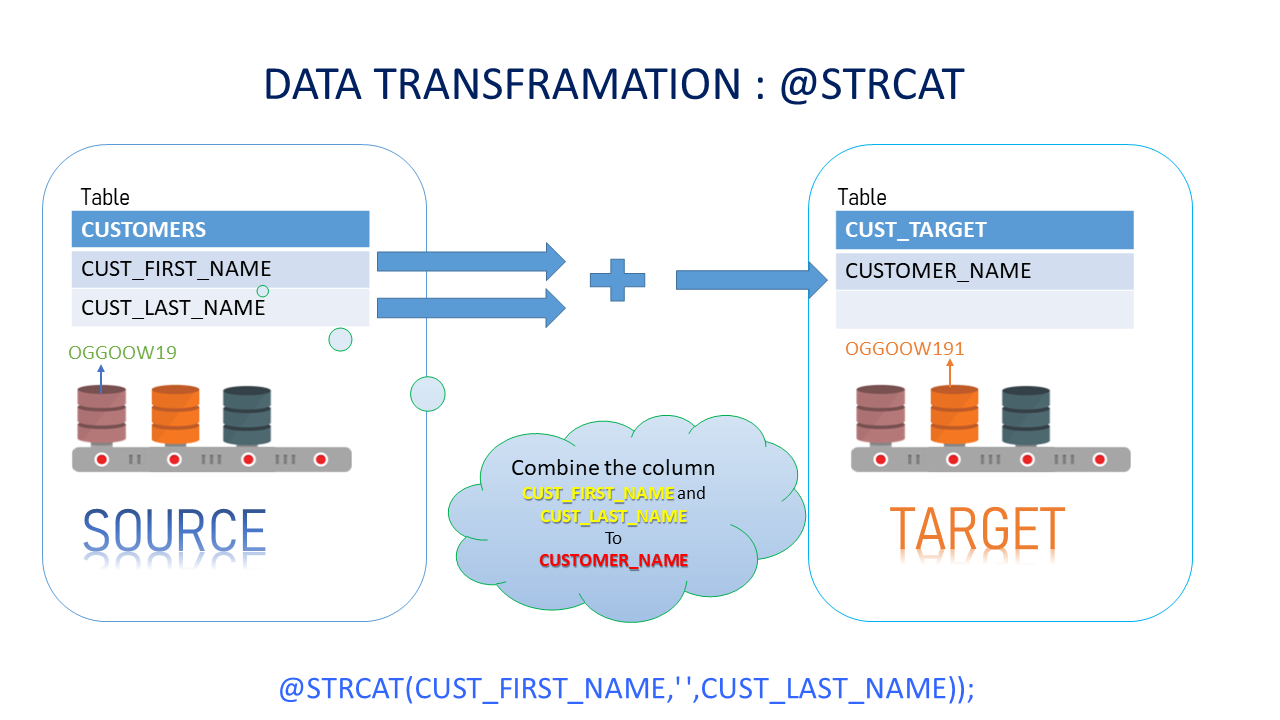 DATA TRANSFRAMATION : @STRCAT
Table
CUSTOMERS
CUST_FIRST_NAME
CUST_LAST_NAME
OGGOOW19
SOURCE
Combine the column
CUST_FIRST_NAME and
CUST_LAST_NAME
To
CUSTOMER_NAME
Table
CUST_TARGET
CUSTOMER_NAME
OGGOOW191
TARGET
@STRCAT(CUST_FIRST_NAME,' ',CUST_LAST_NAME));